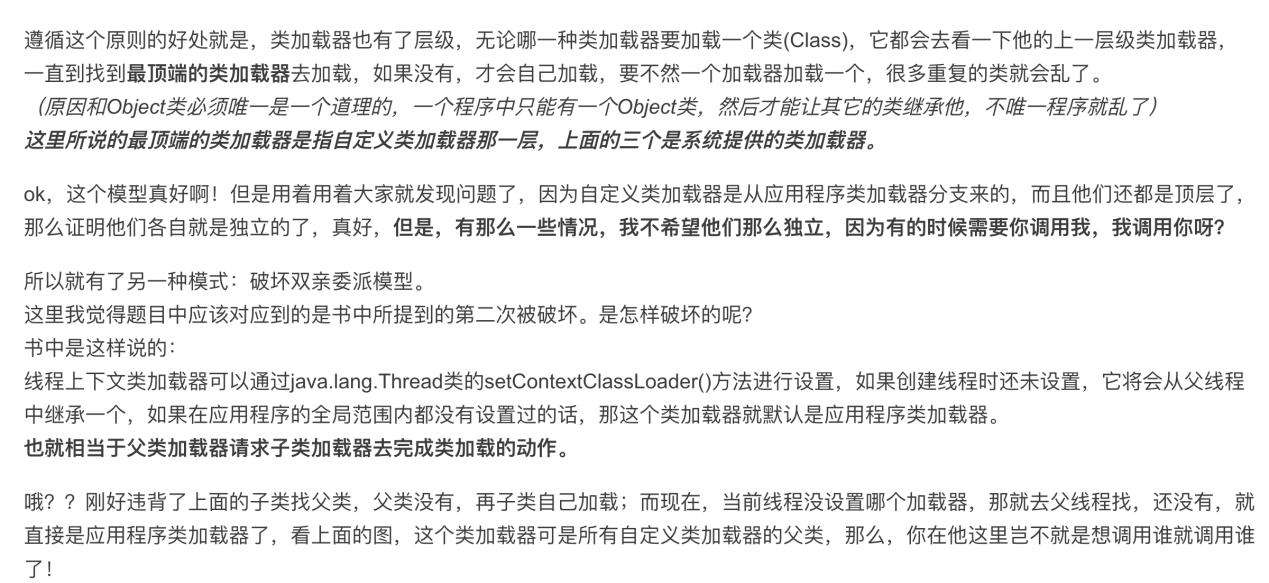 遵循这个原则的好处就是，类加载器也有了层级，无论哪一种类加载器要加载一个类(Class)，它都会去看一下他的上一层级类加载器，
一直到找到最顶端的类加载器去加载，如果没有，才会自己加载，要不然一个加载器加载一个，很多重复的类就会乱了。
（原因和Object类必须唯一是一个道理的，一个程序中只能有一个Object类，然后才能让其它的类继承他，不唯一程序就乱了）
这里所说的最顶端的类加载器是指自定义类加载器那一层，上面的三个是系统提供的类加载器。
ok，这个模型真好啊！但是用着用着大家就发现问题了，因为自定义类加载器是从应用程序类加载器分支来的，而且他们还都是顶层了，
那么证明他们各自就是独立的了，真好，但是，有那么一些情况，我不希望他们那么独立，因为有的时候需要你调用我，我调用你呀?
所以就有了另一种模式：破坏双亲委派模型。
这里我觉得题目中应该对应到的是书中所提到的第二次被破坏。是怎样破坏的呢?
书中是这样说的：
线程上下文类加载器可以通过java.lang.Thread类的setContextClassLoader()方法进行设置，如果创建线程时还未设置，它将会从父线程
中继承一个，如果在应用程序的全局范围内都没有设置过的话，那这个类加载器就默认是应用程序类加载器。
也就相当于父类加载器请求子类加载器去完成类加载的动作。
哦？？刚好违背了上面的子类找父类，父类没有，再子类自己加载；而现在，当前线程没设置哪个加载器，那就去父线程找，还没有，就
直接是应用程序类加载器了，看上面的图，这个类加载器可是所有自定义类加载器的父类，那么，你在他这里岂不就是想调用谁就调用谁
了！